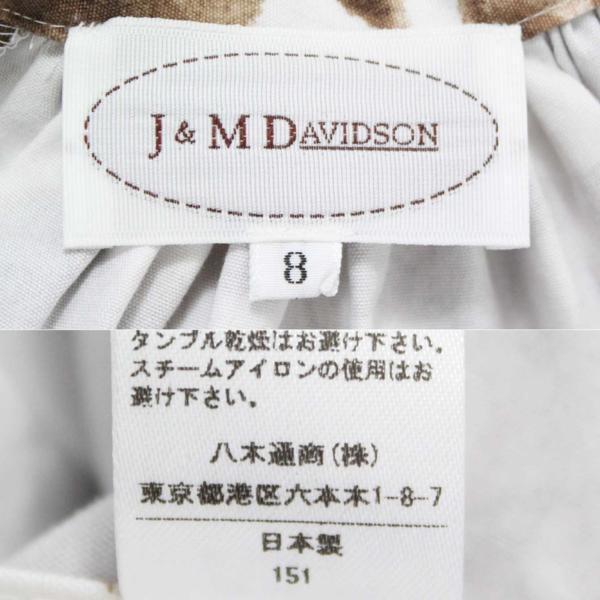 J & M DAVIDSON
8
タンブル乾燥はお避け下さい。
スチームアイロンの使用はお
避け下さい。
八木通商(株)
東京都港区六本木1-8-7
日本製
151